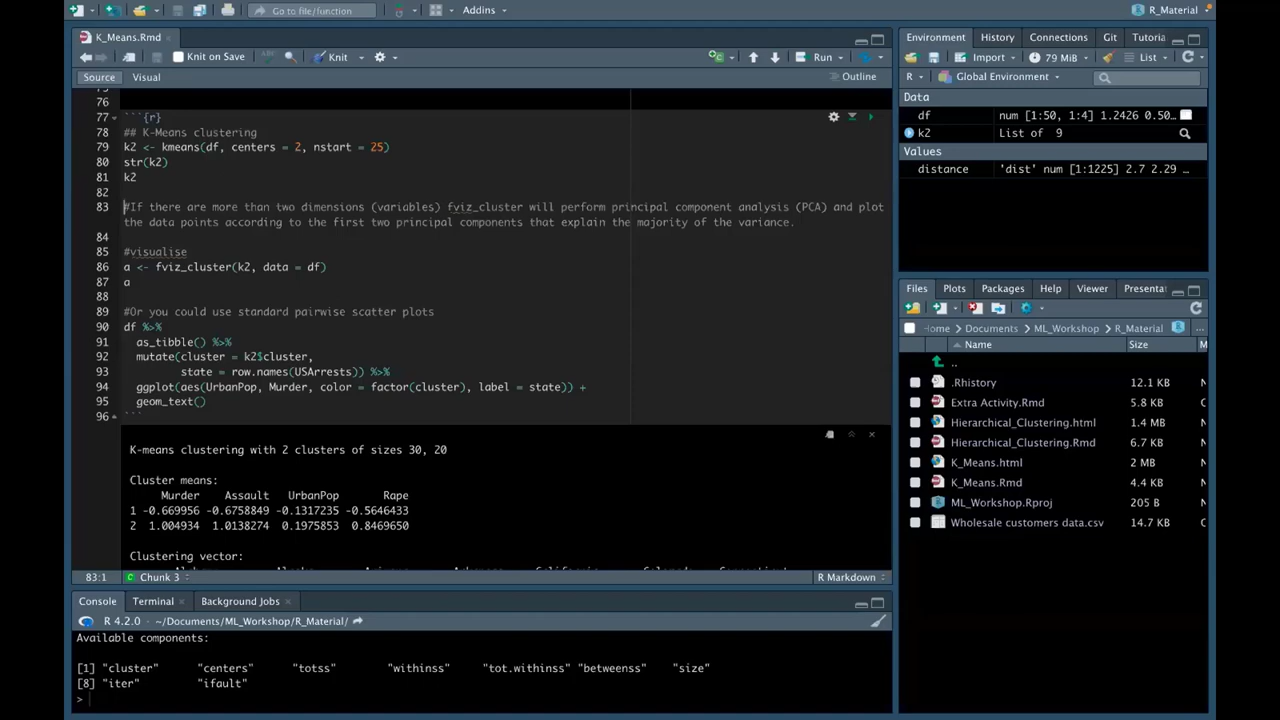 Go to file/function
Addins
R_Material
K_Means.Rmd
Knit on Save
Knit
Run
Source
Visual
Outline
76
77 ```{r}
78 ## K-Means clustering
79 k2 <- kmeans(df, centers = 2, nstart = 25)
80 str(k2)
81 k2
82
83 #If there are more than two dimensions (variables) fviz_cluster will perform principal component analysis (PCA) and plot
the data points according to the first two principal components that explain the majority of the variance.
84
85 #visualise
86 a <- fviz_cluster(k2, data = df)
87 a
88
89 #Or you could use standard pairwise scatter plots
90 df %>%
91 as_tibble() %>%
92 mutate(cluster = k2$cluster,
93 state = row.names(USArrests)) %>%
94 ggplot(aes(UrbanPop, Murder, color = factor(cluster), label = state)) +
95 geom_text()
96 ```
K-means clustering with 2 clusters of sizes 30, 20
Cluster means:
Murder Assault UrbanPop Rape
1 -0.669956 -0.6758849 -0.1317235 -0.5646433
2 1.004934 1.0138274 0.1975853 0.8469650
Clustering vector:
83:1 Chunk 3 R Markdown
Console Terminal Background Jobs
R 4.2.0 · ~/Documents/ML_Workshop/R_Material/
Available components:
[1] "cluster" "centers" "totss" "withinss" "tot.withinss" "betweenss" "size"
[8] "iter" "ifault"
>
Environment History Connections Git Tutoria
Import 79 MiB List
R Global Environment
Data
df num [1:50, 1:4] 1.2426 0.50…
k2 List of 9
Values
distance 'dist' num [1:1225] 2.7 2.29 …
Files Plots Packages Help Viewer Presenta
Home Documents ML_Workshop R_Material ...
Name Size M
..
.Rhistory 12.1 KB N
Extra Activity.Rmd 5.8 KB C
Hierarchical_Clustering.html 1.4 MB N
Hierarchical_Clustering.Rmd 6.7 KB N
K_Means.html 2 MB N
K_Means.Rmd 4.4 KB N
ML_Workshop.Rproj 205 B N
Wholesale customers data.csv 14.7 KB N